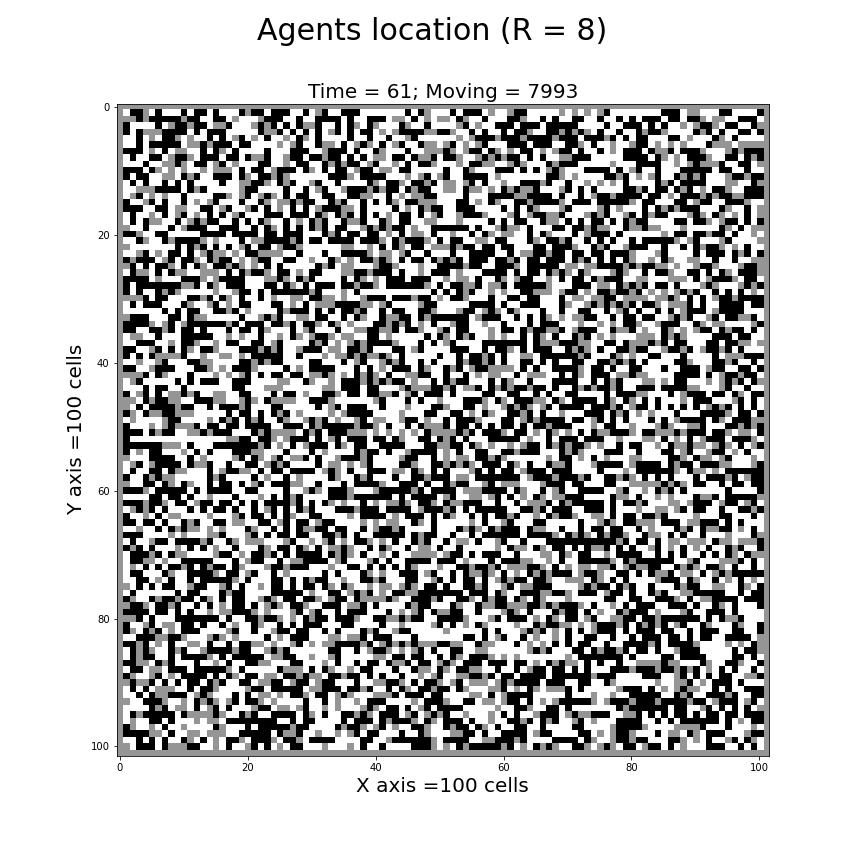 Agents location (R = 8)
Time = 61; Moving = 7993
0
20
40
60
80
100
Y axis =100 cells
0 20 40 60 80 100
X axis =100 cells